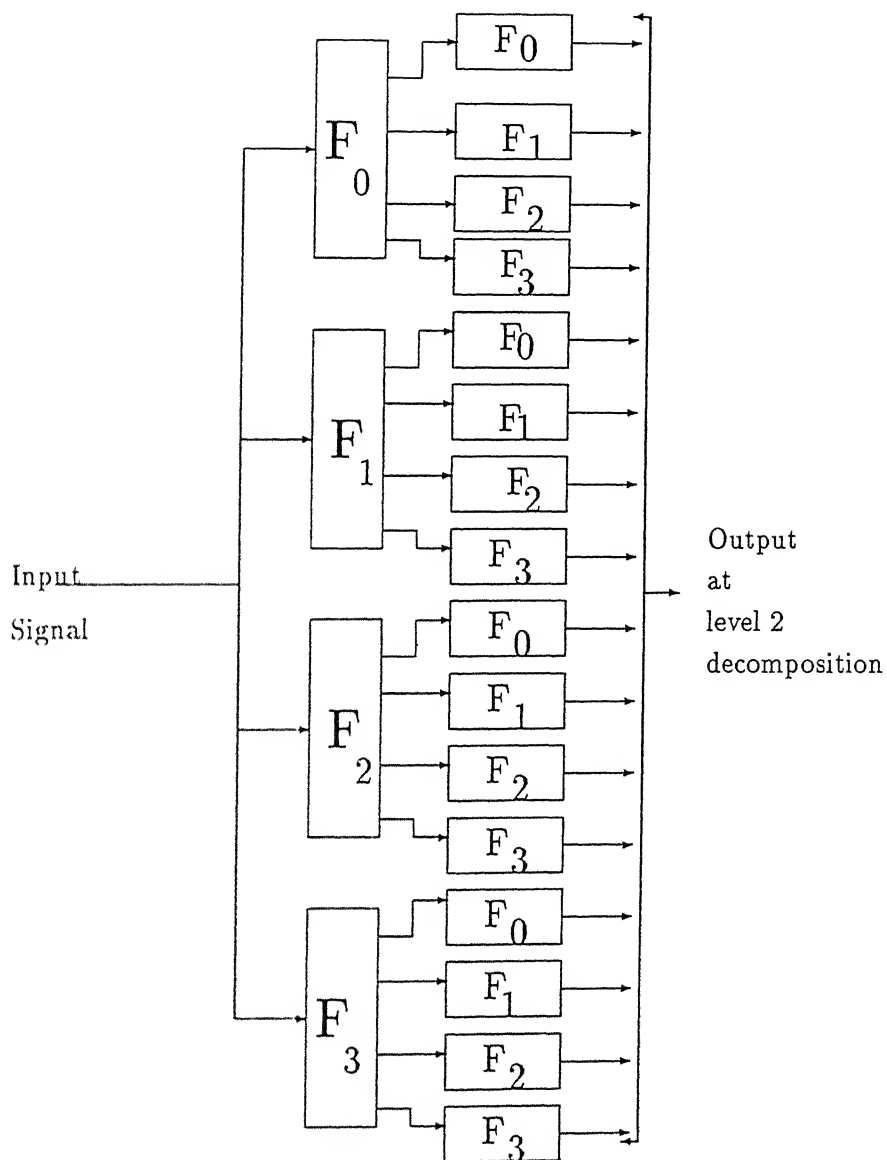 Input
Signal
F0
F0
F1
F2
F3
F1
F0
F1
F2
F3
F2
F0
F1
F2
F3
F3
F0
F1
F2
F3
Output
at
level 2
decomposition